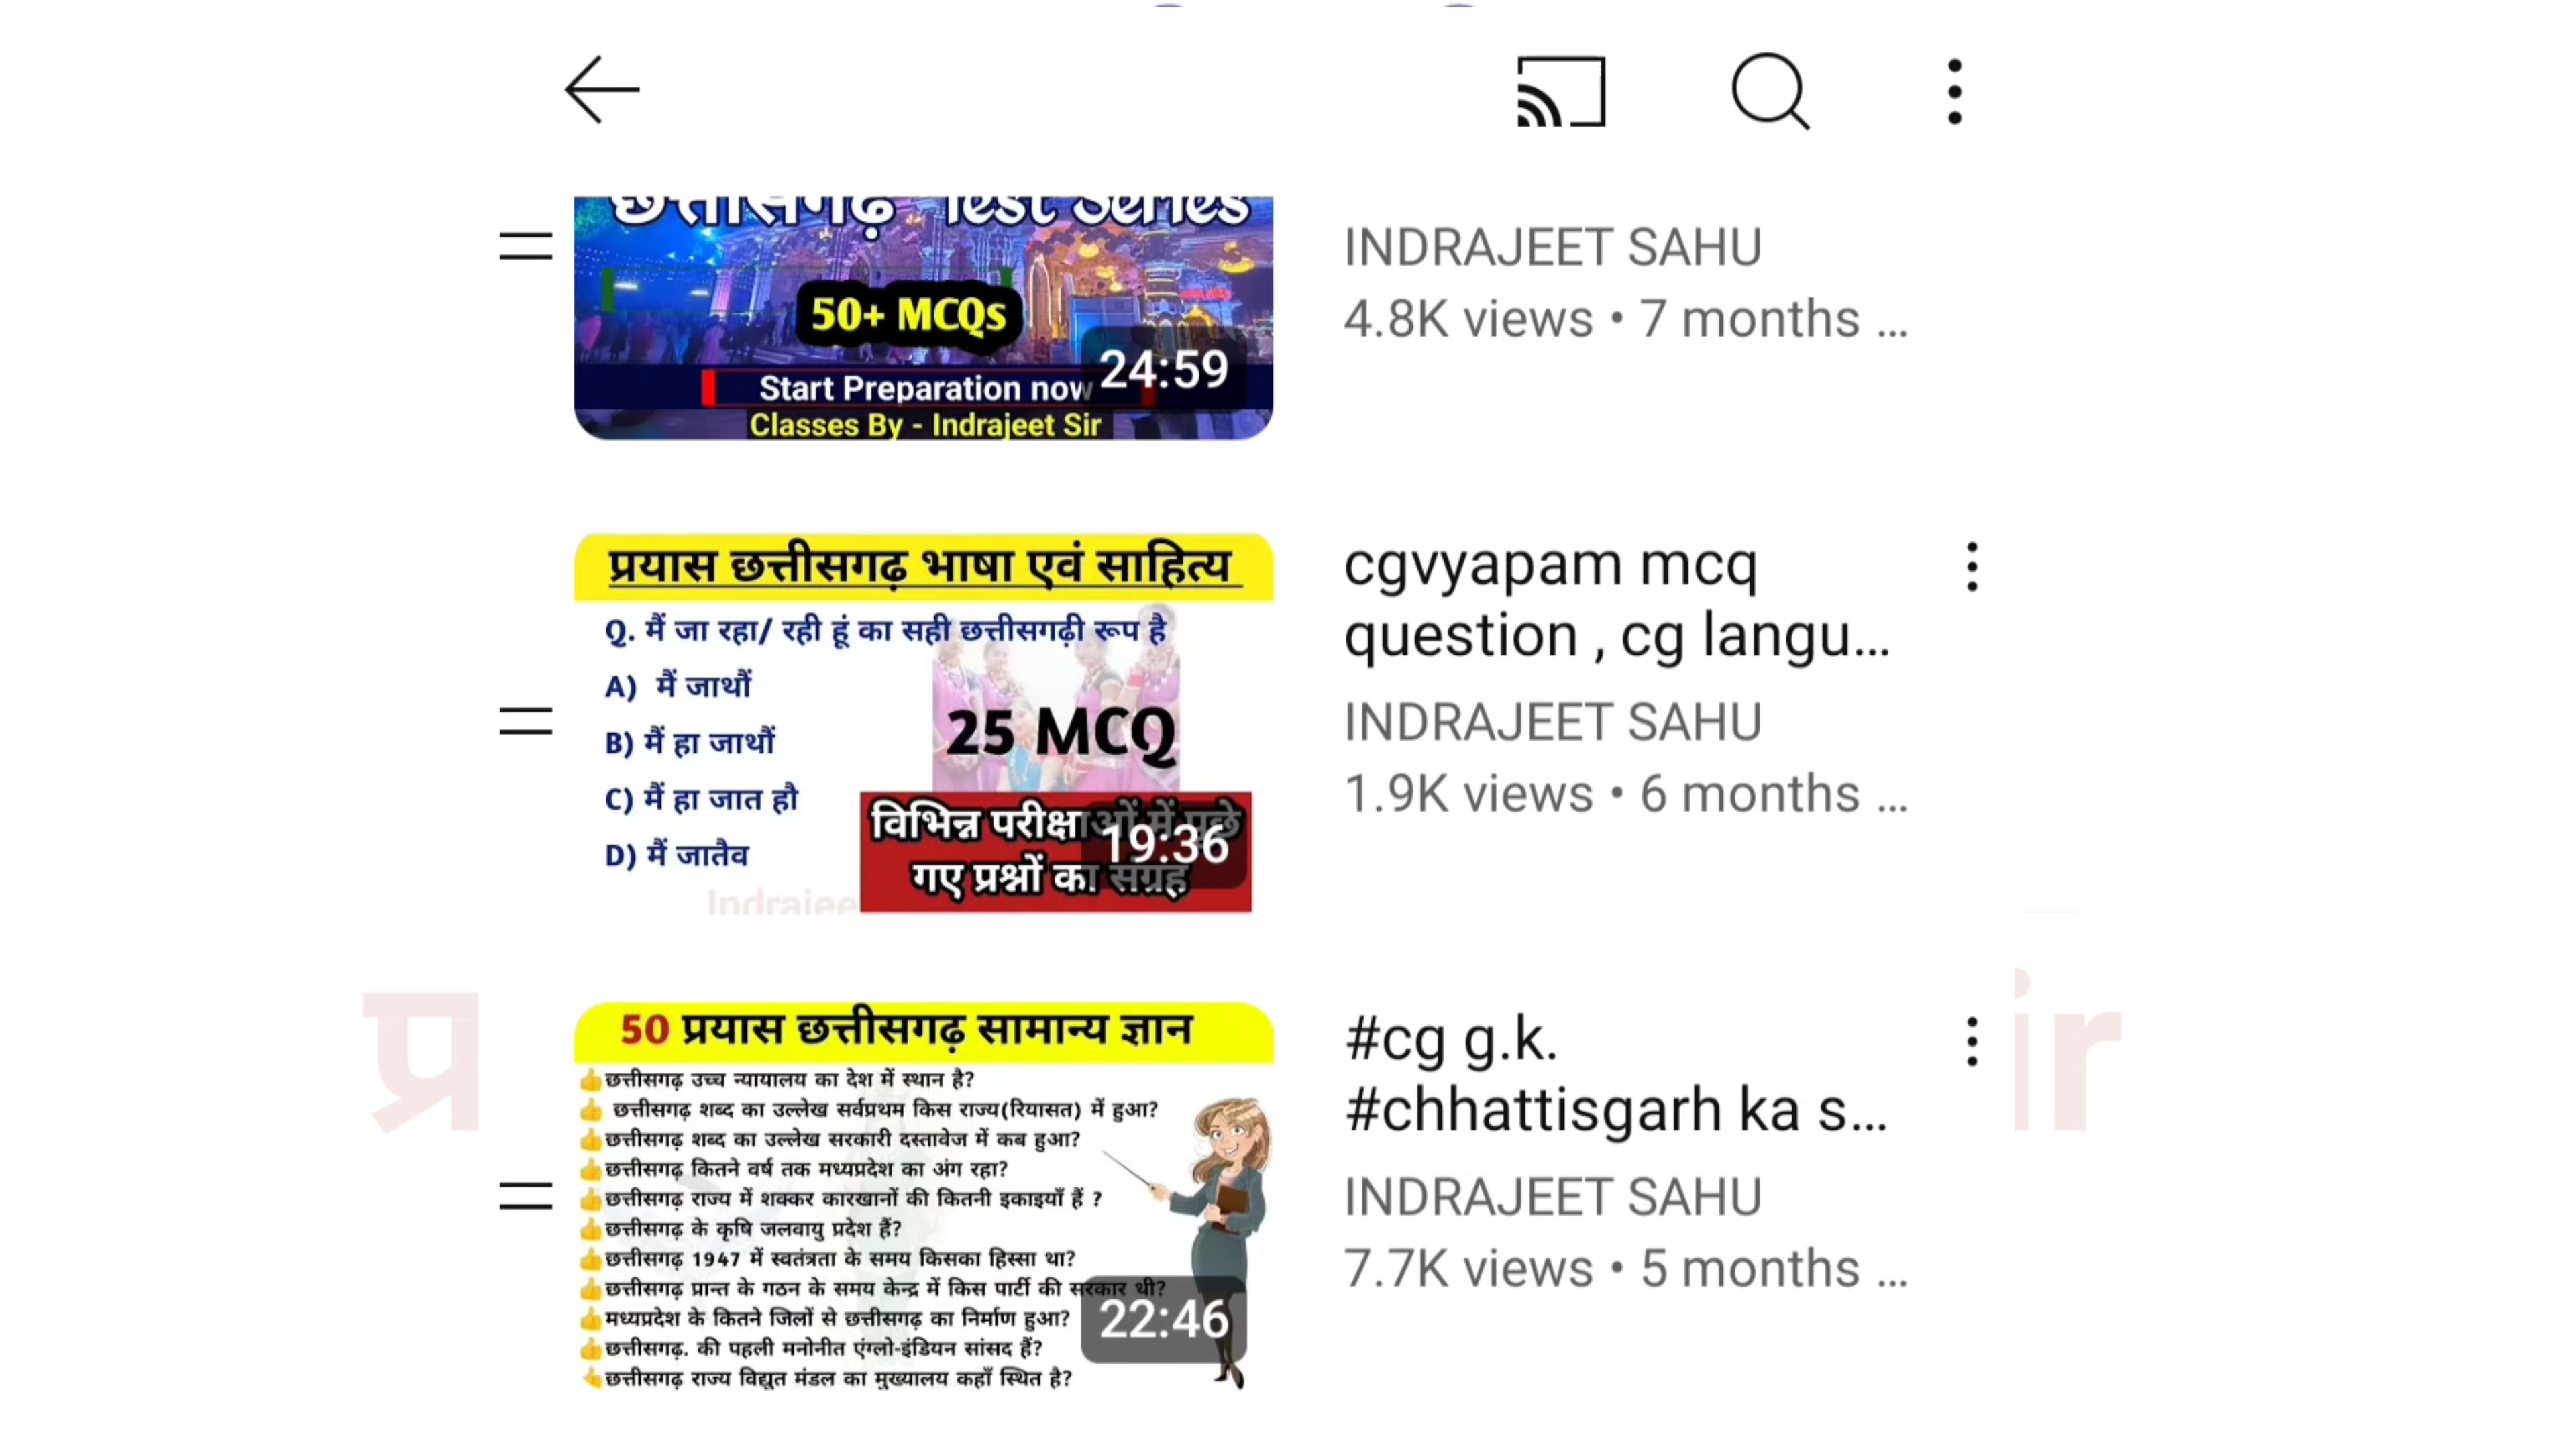 छत्तीसगढ़ Test Series
50+ MCQs
24:59
Start Preparation now
Classes By - Indrajeet Sir
INDRAJEET SAHU
4.8K views • 7 months ...
प्रयास छत्तीसगढ़ भाषा एवं साहित्य
Q. मैं जा रहा/ रही हूं का सही छत्तीसगढ़ी रूप है
A) मैं जाथौं
B) मैं हा जाथौं
C) मैं हा जात हौ
D) मैं जातैव
25 MCQ
विभिन्न परीक्षाओं में पूछे
गए प्रश्नों का संग्रह
19:36
cgvyapam mcq
question , cg langu...
INDRAJEET SAHU
1.9K views • 6 months ...
50 प्रयास छत्तीसगढ़ सामान्य ज्ञान
छत्तीसगढ़ उच्च न्यायालय का देश में स्थान है?
छत्तीसगढ़ शब्द का उल्लेख सर्वप्रथम किस राज्य(रियासत) में हुआ?
छत्तीसगढ़ शब्द का उल्लेख सरकारी दस्तावेज में कब हुआ?
छत्तीसगढ़ कितने वर्ष तक मध्यप्रदेश का अंग रहा?
छत्तीसगढ़ राज्य में शक्कर कारखानों की कितनी इकाइयाँ हैं ?
छत्तीसगढ़ के कृषि जलवायु प्रदेश हैं?
छत्तीसगढ़ 1947 में स्वतंत्रता के समय किसका हिस्सा था?
छत्तीसगढ़ प्रान्त के गठन के समय केन्द्र में किस पार्टी की सरकार थी?
मध्यप्रदेश के कितने जिलों से छत्तीसगढ़ का निर्माण हुआ?
छत्तीसगढ़. की पहली मनोनीत एंग्लो-इंडियन सांसद हैं?
छत्तीसगढ़ राज्य विद्युत मंडल का मुख्यालय कहाँ स्थित है?
22:46
#cg g.k.
#chhattisgarh ka s...
INDRAJEET SAHU
7.7K views • 5 months ...